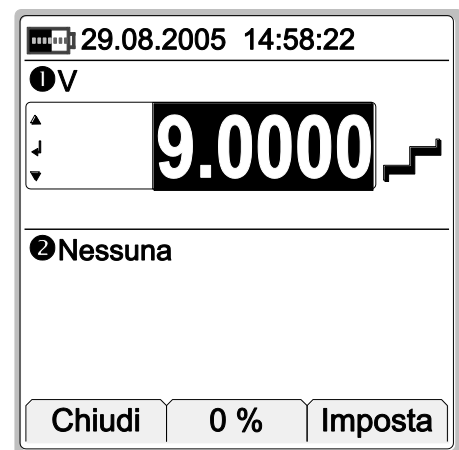 29.08.2005 14:58:22
❶V
9.0000
❷Nessuna
Chiudi 0 % Imposta